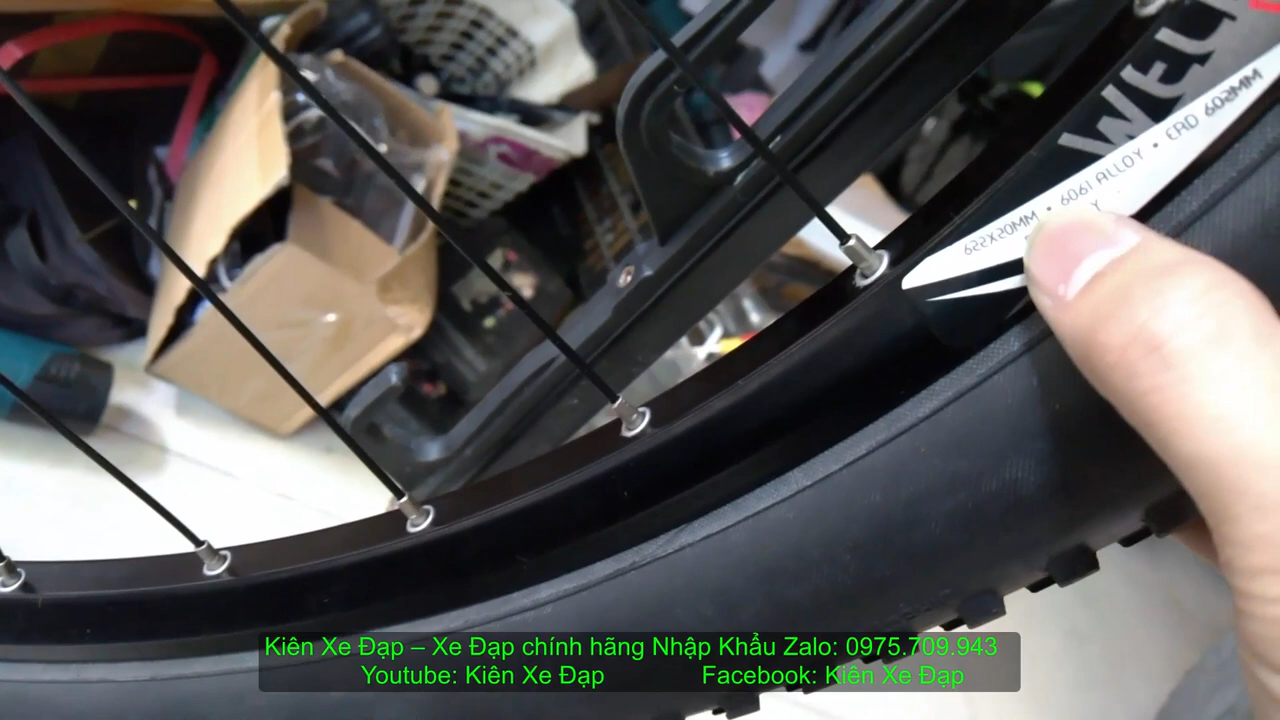 WEL
622X20MM • 6061 ALLOY • ERD 602MM
Kiên Xe Đạp – Xe Đạp chính hãng Nhập Khẩu Zalo: 0975.709.943
Youtube: Kiên Xe Đạp Facebook: Kiên Xe Đạp